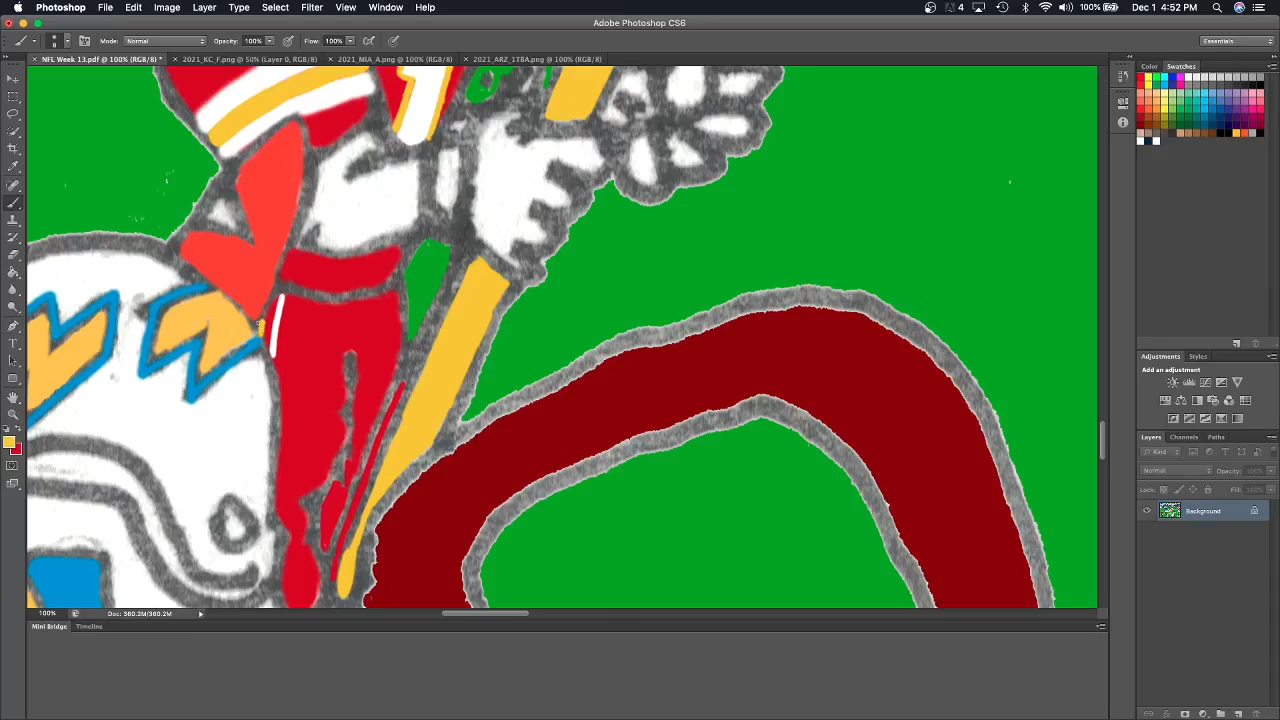 Photoshop File Edit Image Layer Type Select Filter View Window Help 4 100% Dec 1 4:52 PM
Adobe Photoshop CS6
8 Mode: Normal Opacity: 100% Flow: 100% Essentials
NFL Week 13.pdf @ 100% (RGB/8) * 2021_KC_F.png @ 50% (Layer 0, RGB/8) 2021_MIA_A.png @ 100% (RGB/8) 2021_ARZ_1TBA.png @ 100% (RGB/8)
Color Swatches
Adjustments Styles
Add an adjustment
Layers Channels Paths
Kind
Normal Opacity: 100%
Lock: Fill: 100%
Background
100% Doc: 360.2M/360.2M
Mini Bridge Timeline